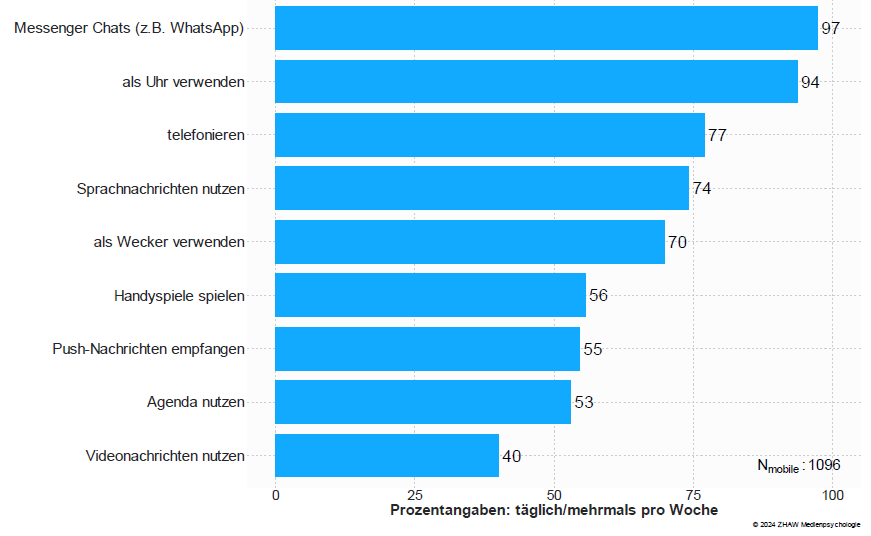 Messenger Chats (z.B. WhatsApp) 97
als Uhr verwenden 94
telefonieren 77
Sprachnachrichten nutzen 74
als Wecker verwenden 70
Handyspiele spielen 56
Push-Nachrichten empfangen 55
Agenda nutzen 53
Videonachrichten nutzen 40
Nmobile : 1096
0 25 50 75 100
Prozentangaben: täglich/mehrmals pro Woche
© 2024 ZHAW Medienpsychologie